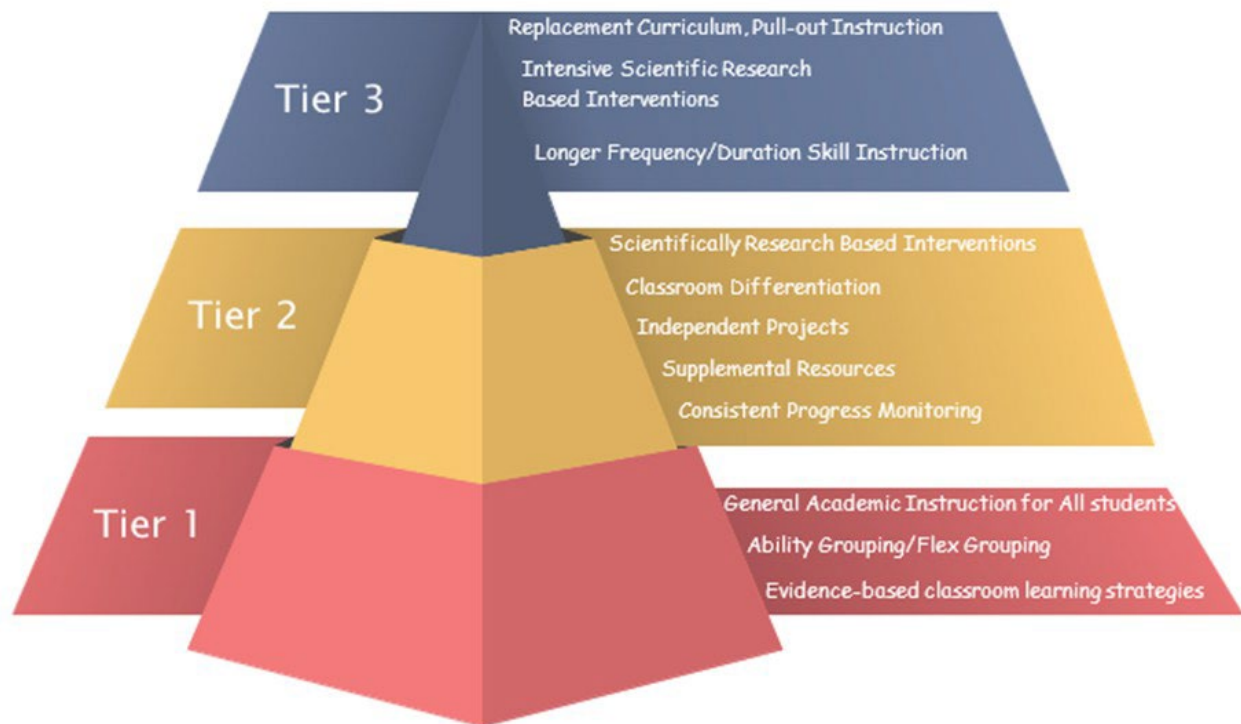 Tier 3
Replacement Curriculum, Pull-out Instruction
Intensive Scientific Research
Based Interventions
Longer Frequency/Duration Skill Instruction
Tier 2
Scientifically Research Based Interventions
Classroom Differentiation
Independent Projects
Supplemental Resources
Consistent Progress Monitoring
Tier 1
General Academic Instruction for All students
Ability Grouping/Flex Grouping
Evidence-based classroom learning strategies